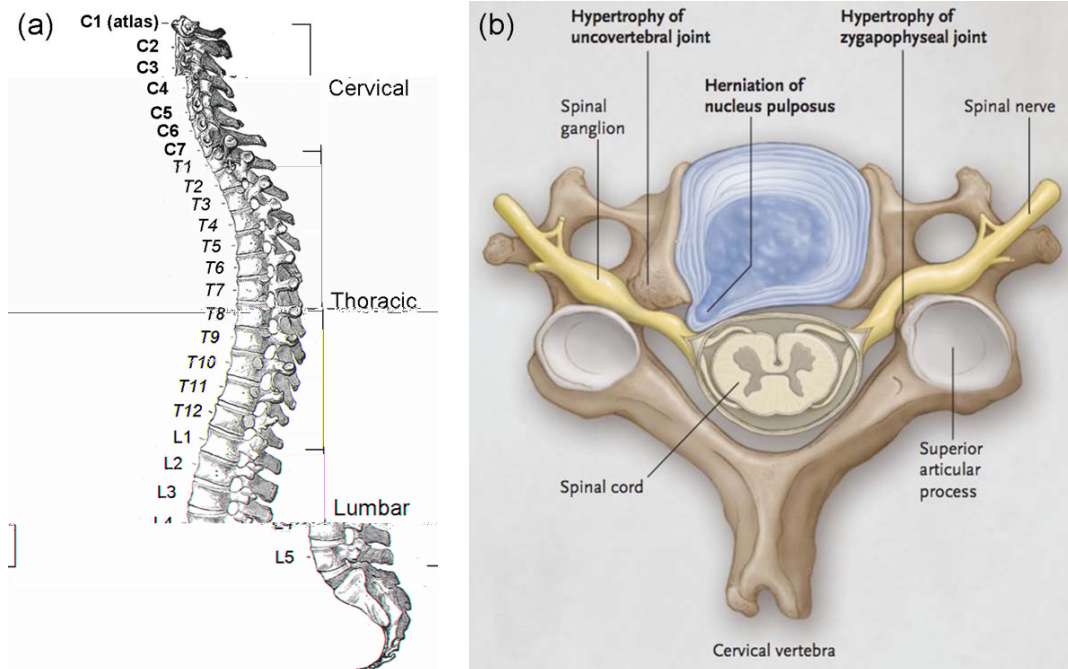 (a)
C1 (atlas)
C2
C3
C4
C5
C6
C7
T1
T2
T3
T4
T5
T6
T7
T8
T9
T10
T11
T12
L1
L2
L3
L4
L5
Cervical
Thoracic
Lumbar
(b)
Hypertrophy of
uncovertebral joint
Hypertrophy of
zygapophyseal joint
Herniation of
nucleus pulposus
Spinal
ganglion
Spinal nerve
Spinal cord
Superior
articular
process
Cervical vertebra